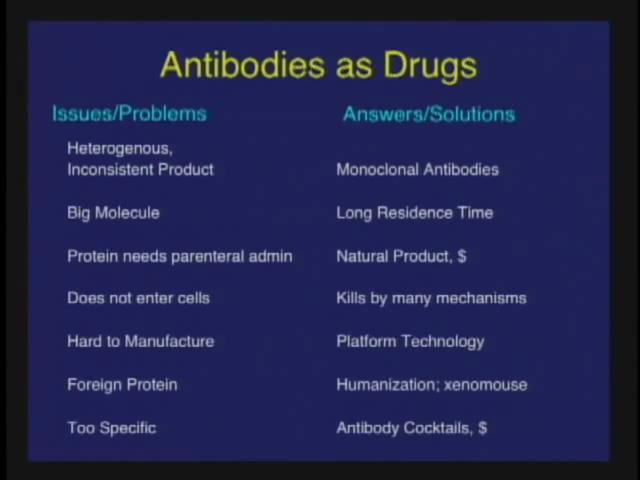 Antibodies as Drugs
Issues/Problems Answers/Solutions
Heterogenous,
Inconsistent Product Monoclonal Antibodies
Big Molecule Long Residence Time
Protein needs parenteral admin Natural Product, $
Does not enter cells Kills by many mechanisms
Hard to Manufacture Platform Technology
Foreign Protein Humanization; xenomouse
Too Specific Antibody Cocktails, $